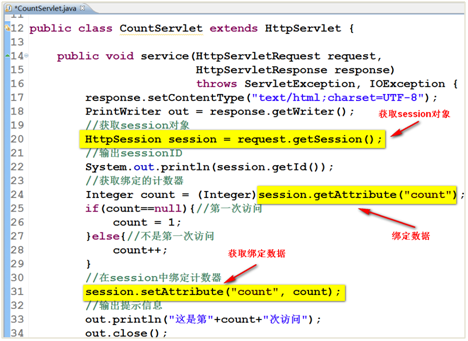 *CountServlet.java
11
12 public class CountServlet extends HttpServlet {
13
14 public void service(HttpServletRequest request,
15 HttpServletResponse response)
16 throws ServletException, IOException {
17 response.setContentType("text/html;charset=UTF-8");
18 PrintWriter out = response.getWriter();
获取session对象
19 //获取session对象
20 HttpSession session = request.getSession();
21 //输出sessionID
22 System.out.println(session.getId());
23 //获取绑定的计数器
24 Integer count = (Integer)session.getAttribute("count");
25 if(count==null){//第一次访问
26 count = 1;
绑定数据
27 }else{//不是第一次访问
28 count++;
获取绑定数据
29 }
30 //在session中绑定计数器
31 session.setAttribute("count", count);
32 //输出提示信息
33 out.println("这是第"+count+"次访问");
34 out.close();